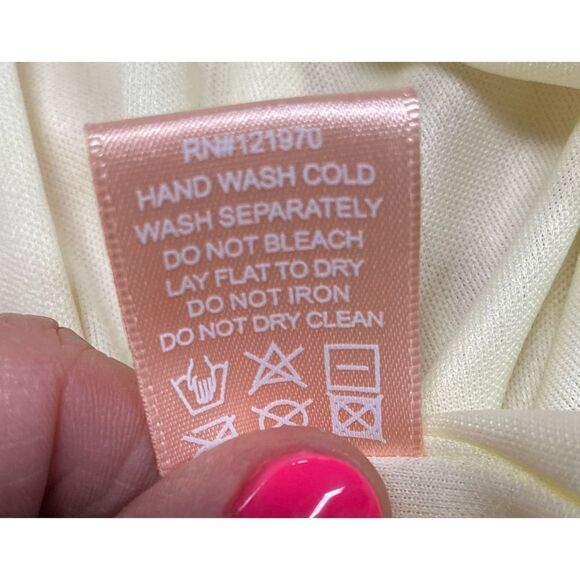 RN#121970
HAND WASH COLD
WASH SEPARATELY
DO NOT BLEACH
LAY FLAT TO DRY
DO NOT IRON
DO NOT DRY CLEAN